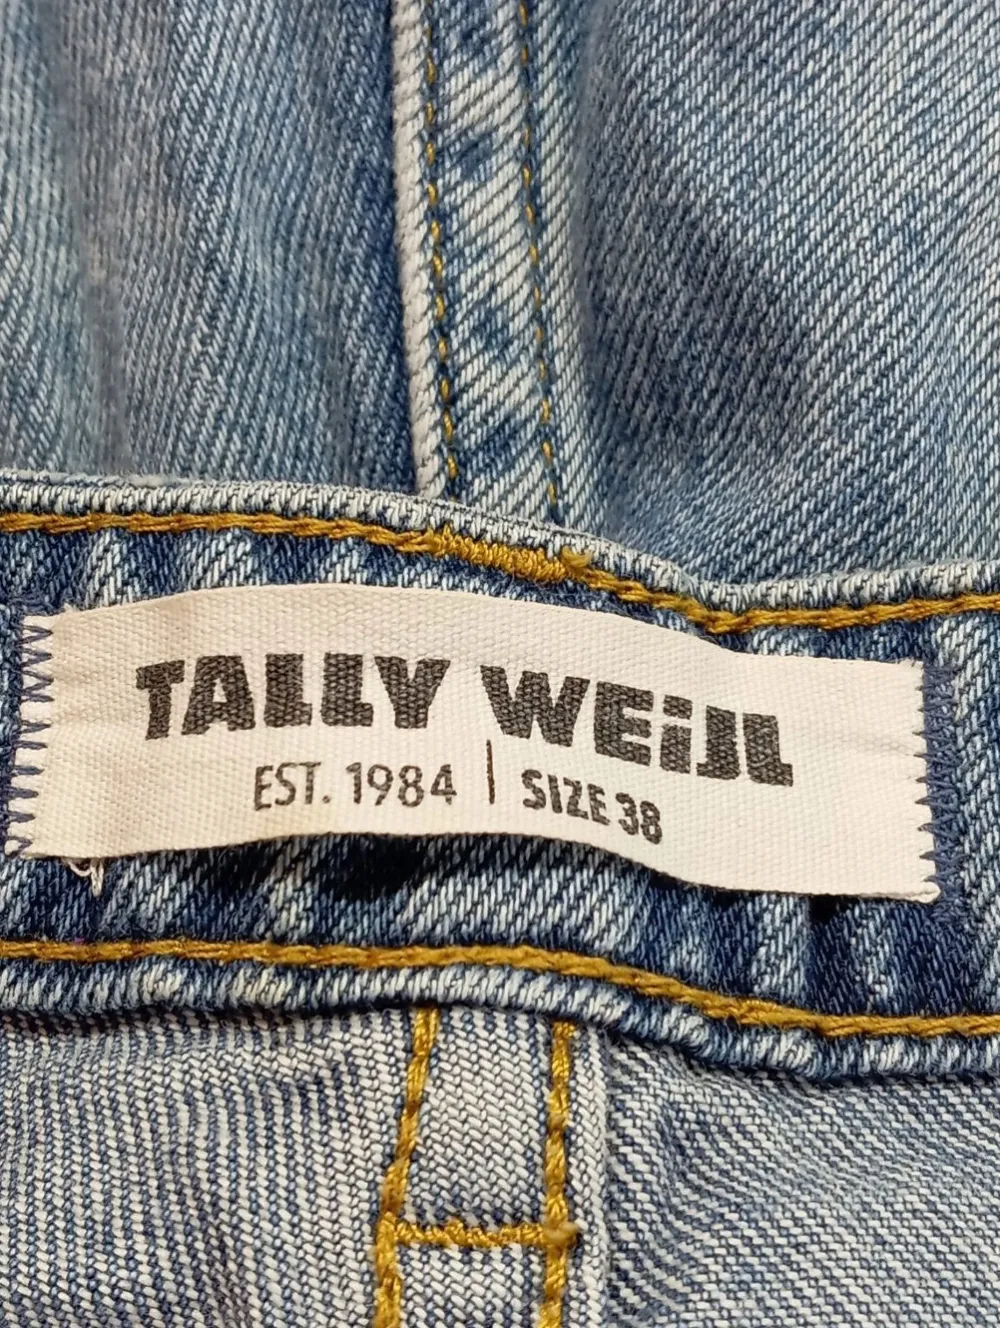 TALLY WEiJL
EST. 1984 | SIZE 38